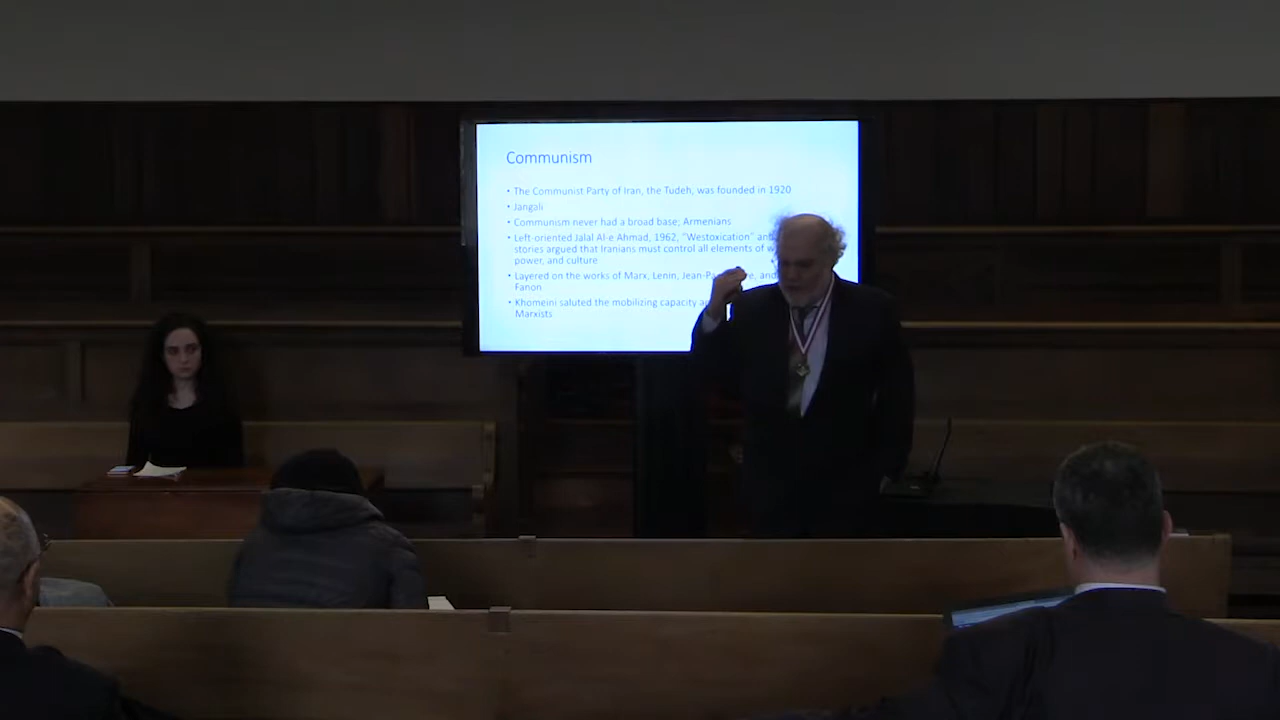 Communism
• The Communist Party of Iran, the Tudeh, was founded in 1920
• Jangali
• Communism never had a broad base; Armenians
• Left-oriented Jalal Al-e Ahmad, 1962, "Westoxication"
stories argued that Iranians must control all elements of
power, and culture
• Layered on the works of Marx, Lenin, and
Fanon
• Khomeini saluted the mobilizing capacity
Marxists